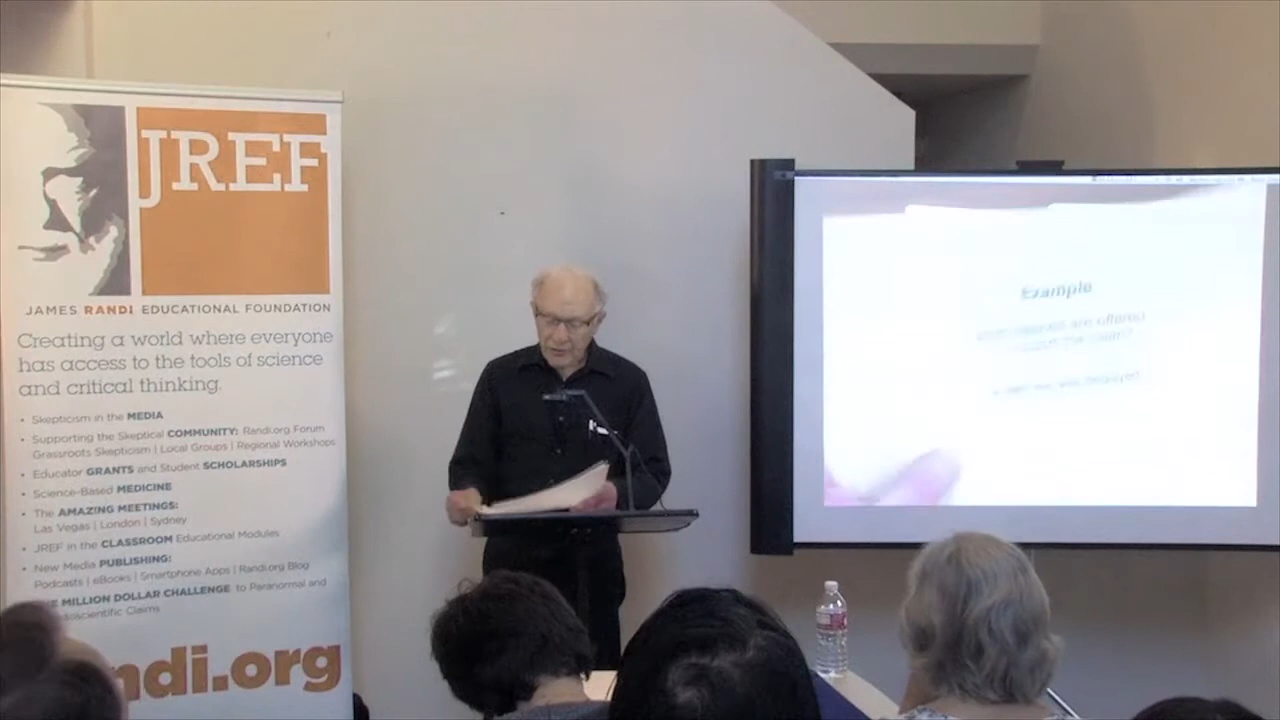 JREF
JAMES RANDI EDUCATIONAL FOUNDATION
Creating a world where everyone
has access to the tools of science
and critical thinking.
• Skepticism in the MEDIA
• Supporting the Skeptical COMMUNITY: Randi.org Forum
Grassroots Skepticism | Local Groups | Regional Workshops
• Educator GRANTS and Student SCHOLARSHIPS
• Science-Based MEDICINE
• The AMAZING MEETINGS:
Las Vegas | London | Sydney
• JREF in the CLASSROOM Educational Modules
• New Media PUBLISHING:
Podcasts | eBooks | Smartphone Apps | Randi.org Blog
MILLION DOLLAR CHALLENGE to Paranormal and
Claims
ndi.org
Example
are offered